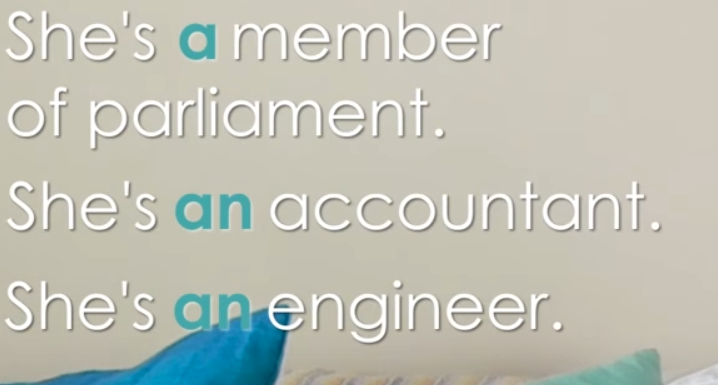 She's a member
of parliament.
She's an accountant.
She's an engineer.